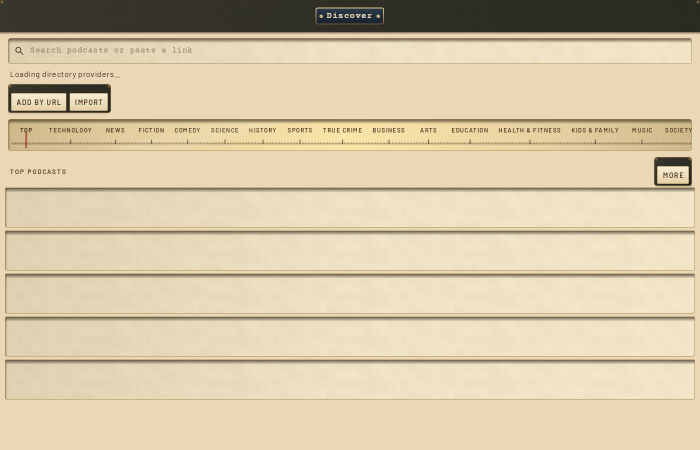 Discover
Search podcasts or paste a link
Loading directory providers...
ADD BY URL IMPORT
TOP TECHNOLOGY NEWS FICTION COMEDY SCIENCE HISTORY SPORTS TRUE CRIME BUSINESS ARTS EDUCATION HEALTH & FITNESS KIDS & FAMILY MUSIC SOCIETY
TOP PODCASTS
MORE